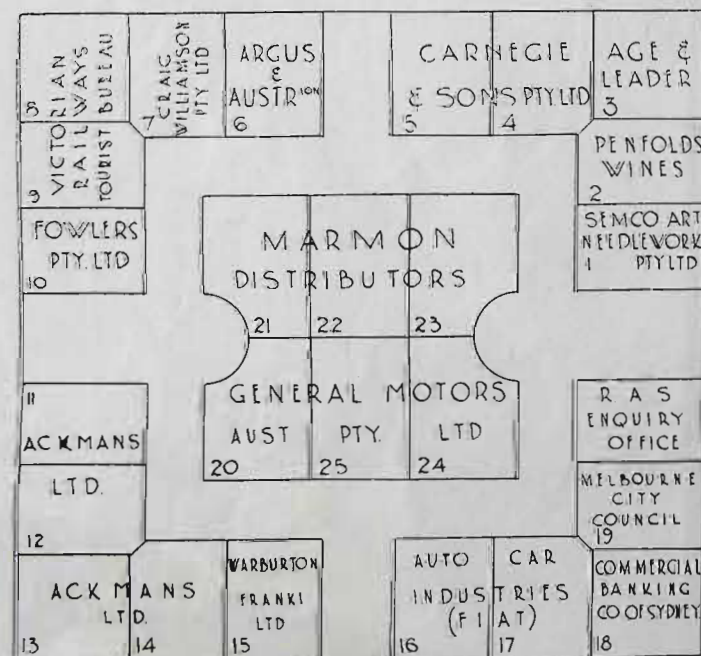 VICTORIAN
RAILWAYS
TOURIST BUREAU
8
9
CRAIG
WILLIAMSON
PTY LTD
7
ARGUS
&
AUSTRION
6
CARNEGIE
& SONS PTY LTD
5 4
AGE &
LEADER
3
PENFOLDS
WINES
2
SEMCO ART
NEEDLEWORK
1 PTY LTD
FOWLERS
PTY. LTD
10
MARMON
DISTRIBUTORS
21 22 23
GENERAL MOTORS
AUST PTY. LTD
20 25 24
11
ACKMANS
LTD.
12
R A S
ENQUIRY
OFFICE
MELBOURNE
CITY
COUNCIL
19
ACKMANS
LTD.
13 14
WARBURTON
FRANKI
LTD
15
AUTO CAR
INDUSTRIES
(FIAT)
16 17
COMMERCIAL
BANKING
CO OF SYDNEY
18